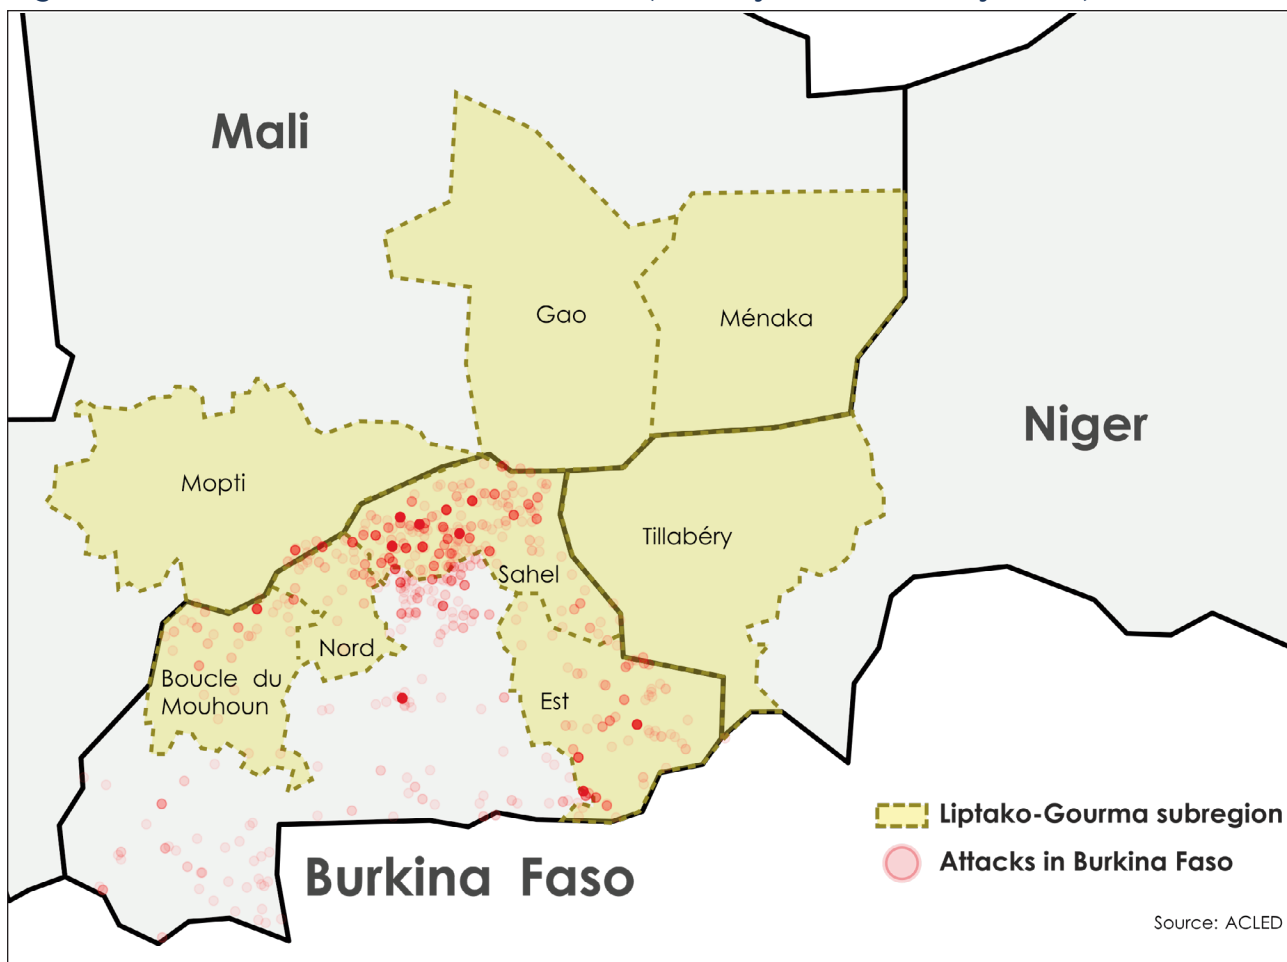 Mali
Gao
Ménaka
Niger
Mopti
Tillabéry
Sahel
Nord
Boucle du
Mouhoun
Est
Liptako-Gourma subregion
Attacks in Burkina Faso
Burkina Faso
Source: ACLED